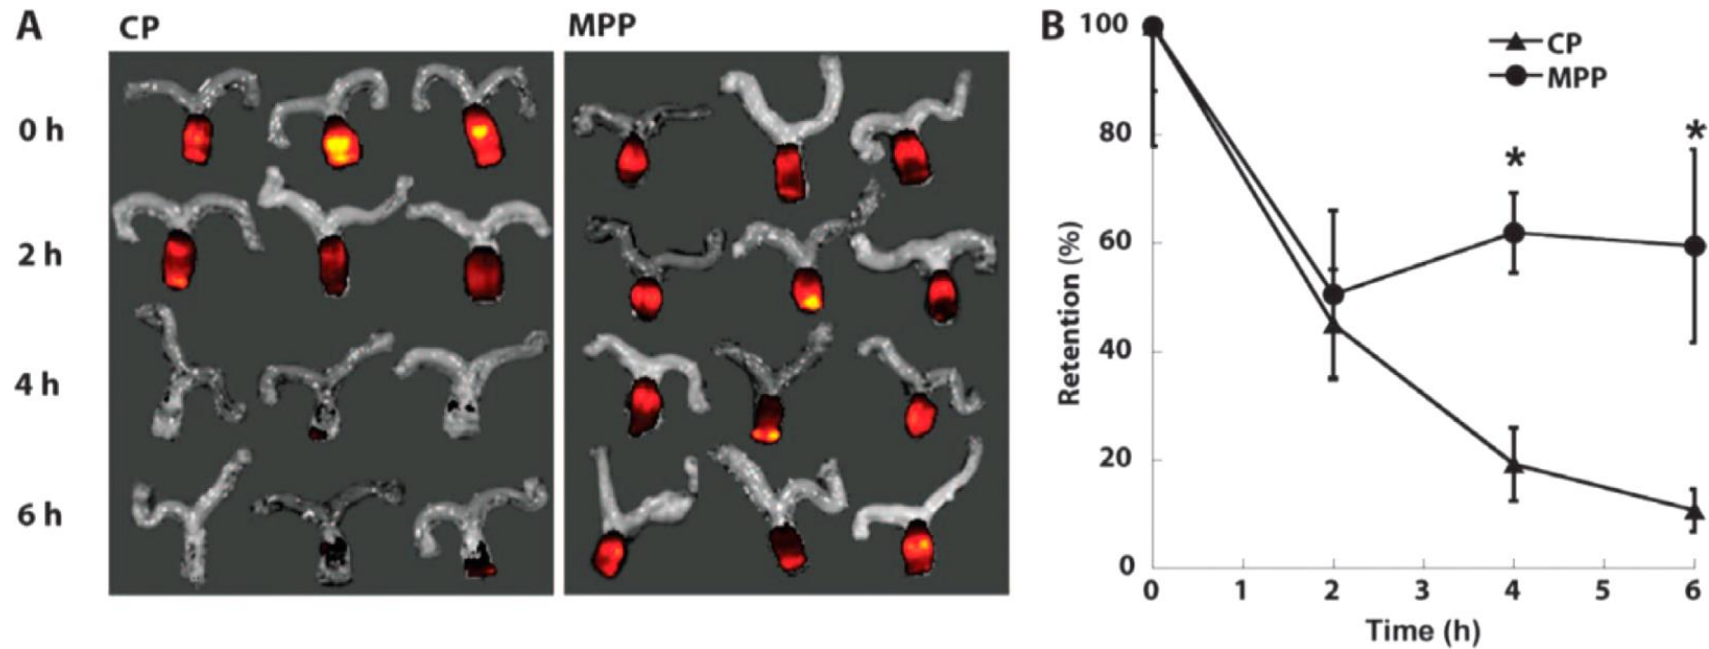 A
CP
MPP
0 h
2 h
4 h
6 h
B
100
80
60
40
20
0
Retention (%)
CP
MPP
*
*
0 1 2 3 4 5 6
Time (h)